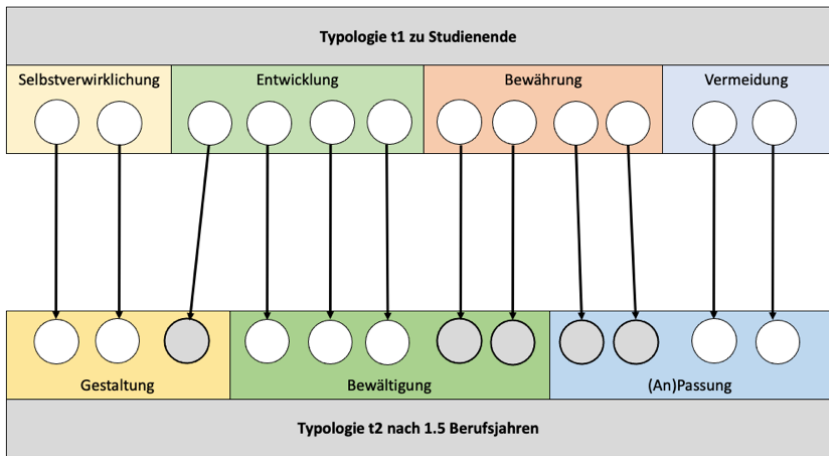 Typologie t1 zu Studienende
Selbstverwirklichung Entwicklung Bewährung Vermeidung
Gestaltung Bewältigung (An)Passung
Typologie t2 nach 1.5 Berufsjahren